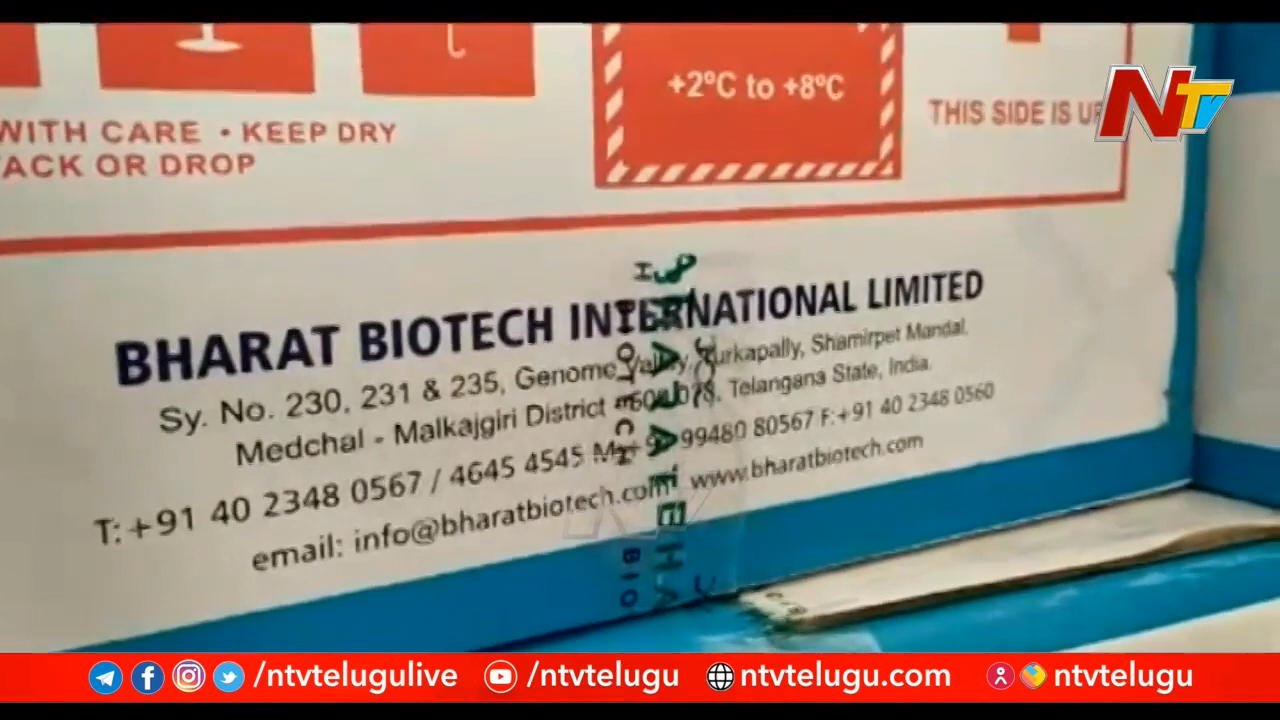 +2°C to +8°C
NTV
WITH CARE • KEEP DRY
THIS SIDE IS UP
ACK OR DROP
BHARAT BIOTECH INTERNATIONAL LIMITED
Sy. No. 230, 231 & 235, Genome Valley, Turkapally, Shamirpet Mandal,
Medchal - Malkajgiri District Telangana State, India.
T: +91 40 2348 0567 / 4645 4545 99480 80567 F:+91 40 2348 0560
email: info@bharatbiotech.com www.bharatbiotech.com
/ntvtelugulive /ntvtelugu ntvtelugu.com ntvtelugu